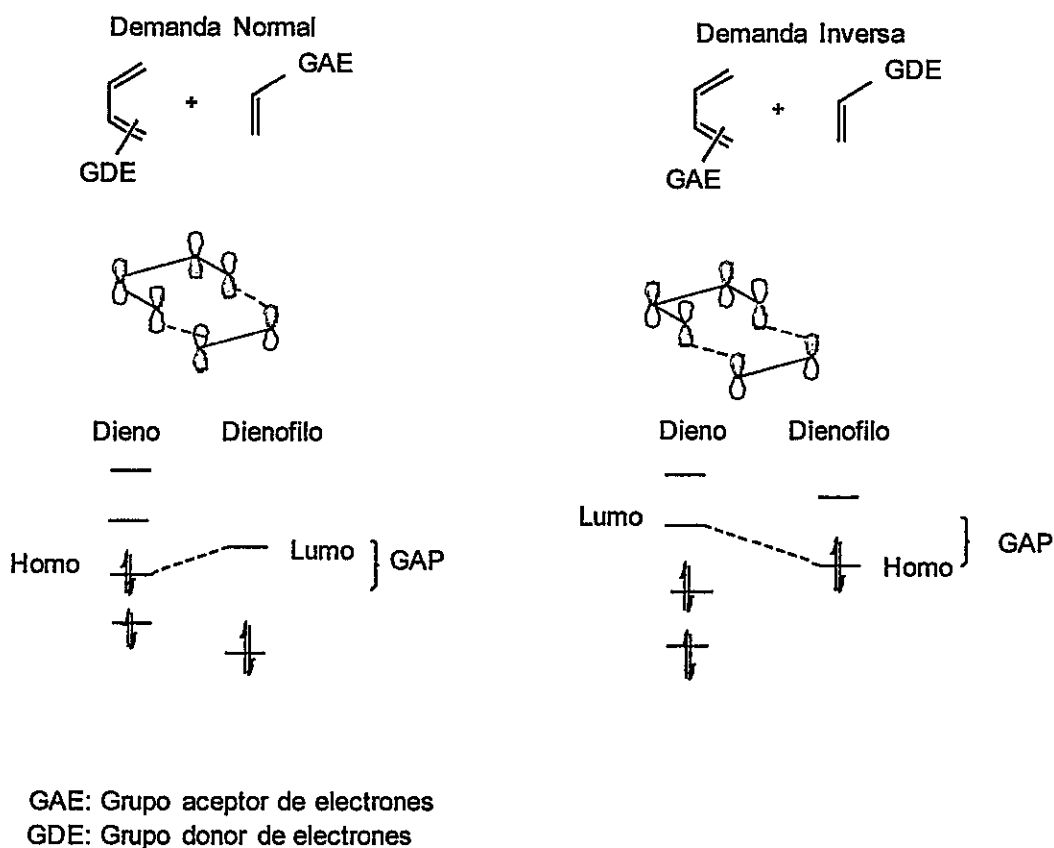 Demanda Normal
GAE
+
GDE
Demanda Inversa
GDE
+
GAE
Dieno Dienofilo
Homo
Lumo
GAP
Dieno Dienofilo
Lumo
Homo
GAP
GAE: Grupo aceptor de electrones
GDE: Grupo donor de electrones